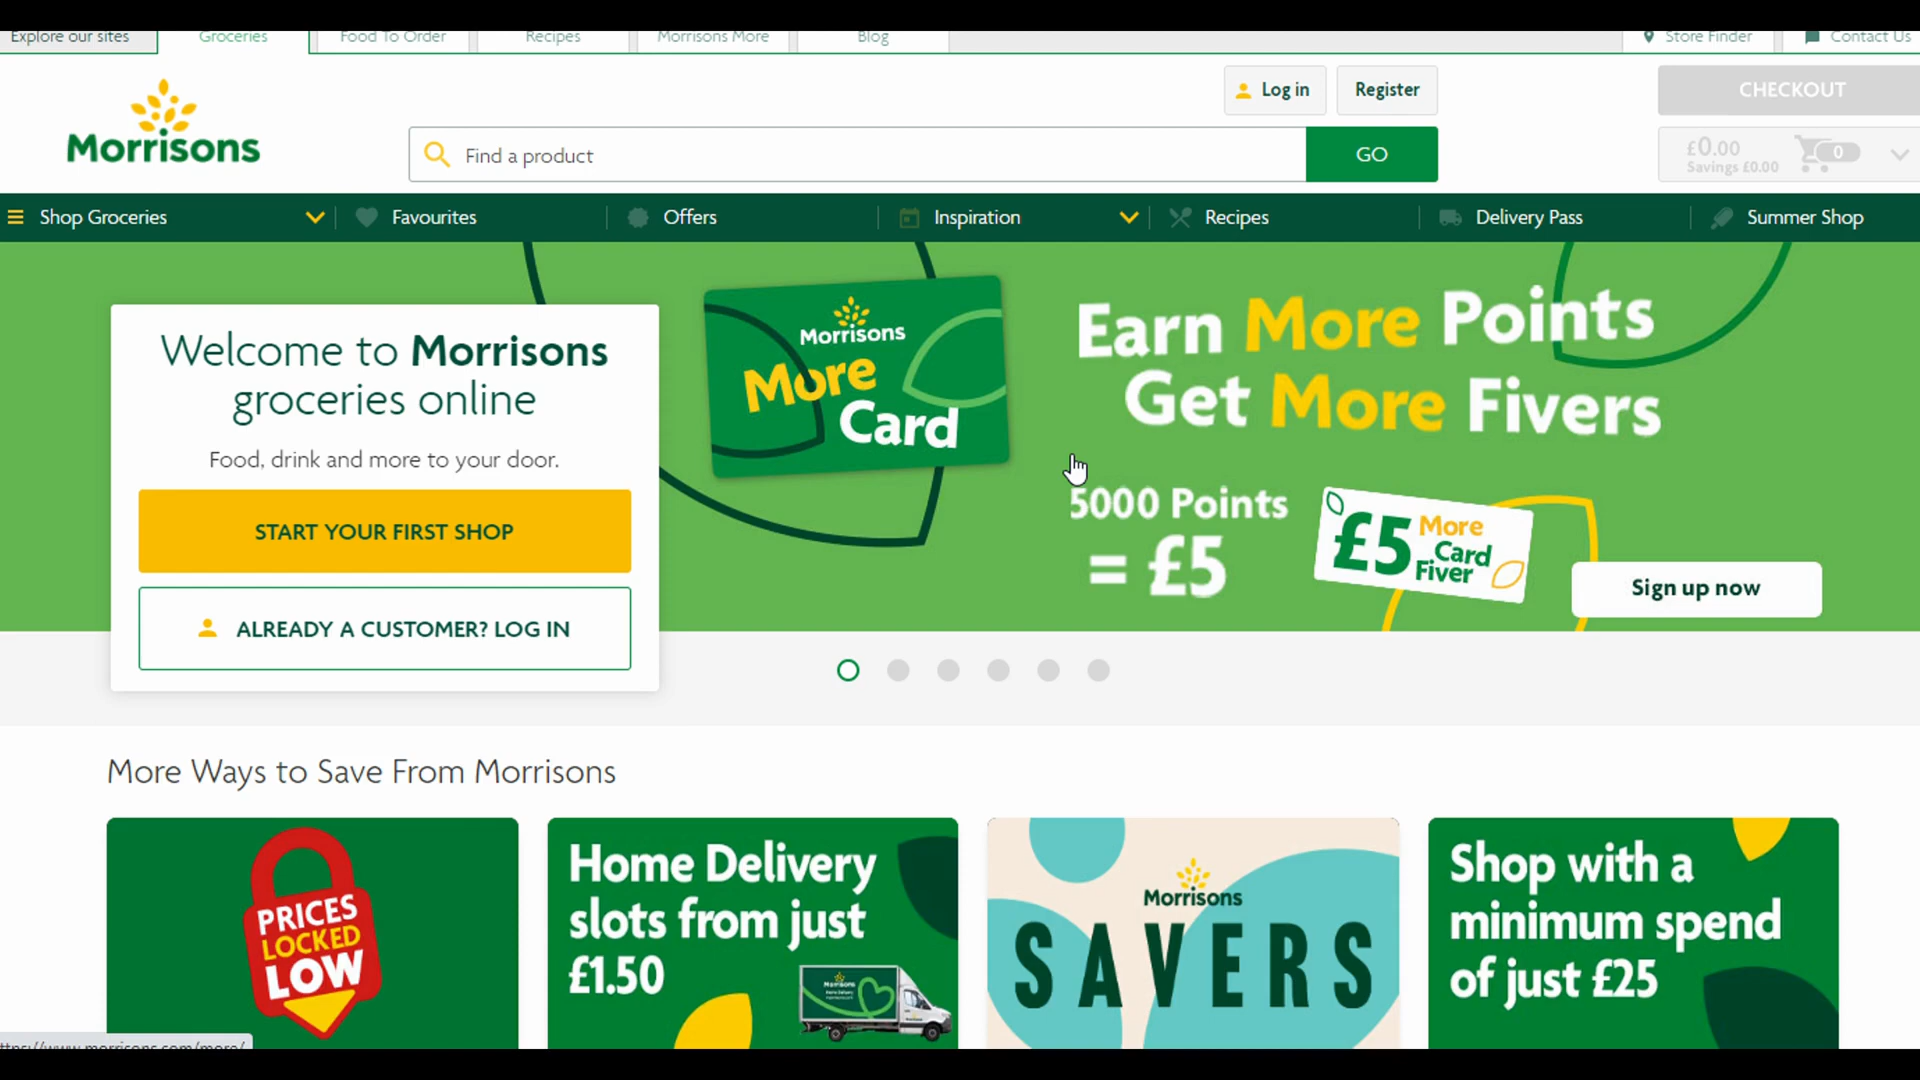 Explore our sites
Groceries
Food To Order
Recipes
Morrisons More
Blog
Store Finder
Contact Us
Morrisons
Log in
Register
CHECKOUT
Find a product
GO
£0.00
Savings £0.00
0
Shop Groceries
Favourites
Offers
Inspiration
Recipes
Delivery Pass
Summer Shop
Welcome to Morrisons
groceries online
Food, drink and more to your door.
START YOUR FIRST SHOP
ALREADY A CUSTOMER? LOG IN
Morrisons
More
Card
Earn More Points
Get More Fivers
5000 Points
= £5
£5 More
Card
Fiver
Sign up now
More Ways to Save From Morrisons
PRICES
LOCKED
LOW
Home Delivery
slots from just
£1.50
Morrisons
Morrisons
SAVERS
Shop with a
minimum spend
of just £25
ttps://www.morrisons.com/more/